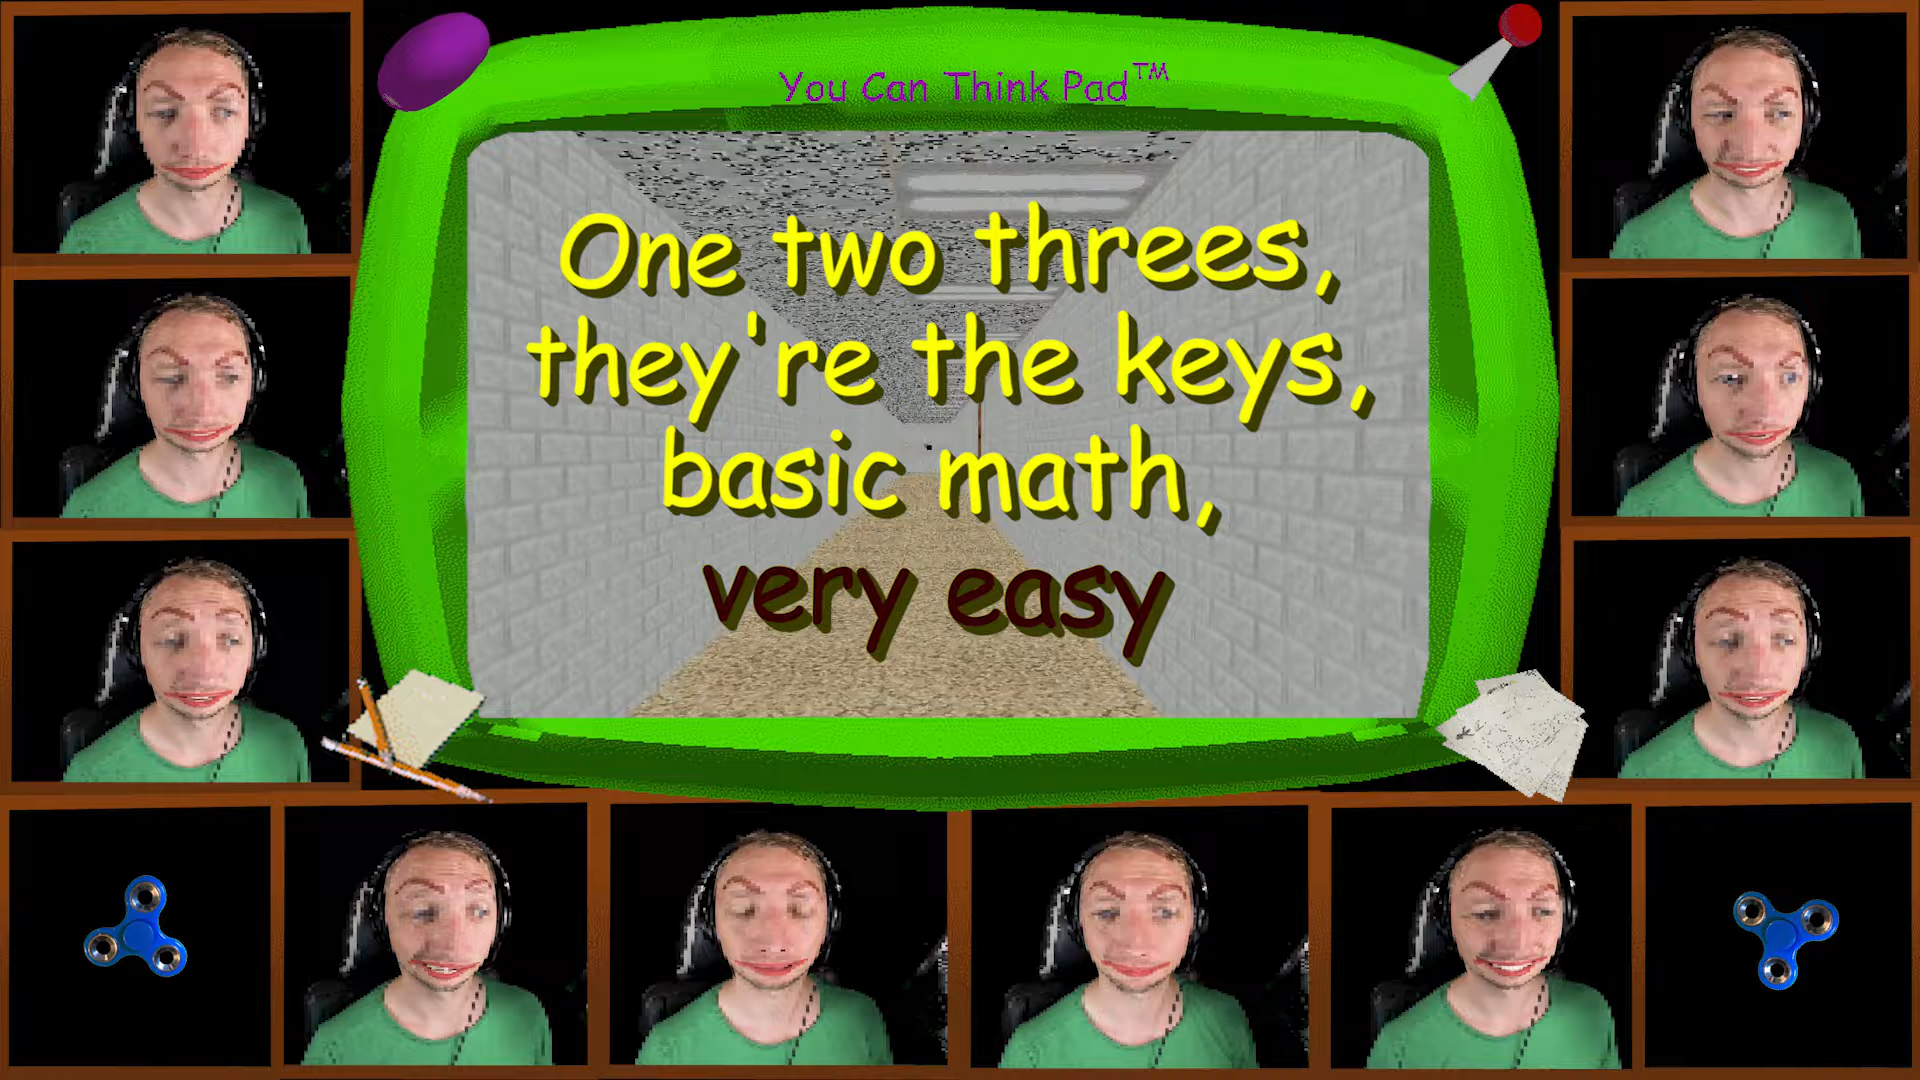 You Can Think Pad™
One two threes,
they're the keys,
basic math,
very easy